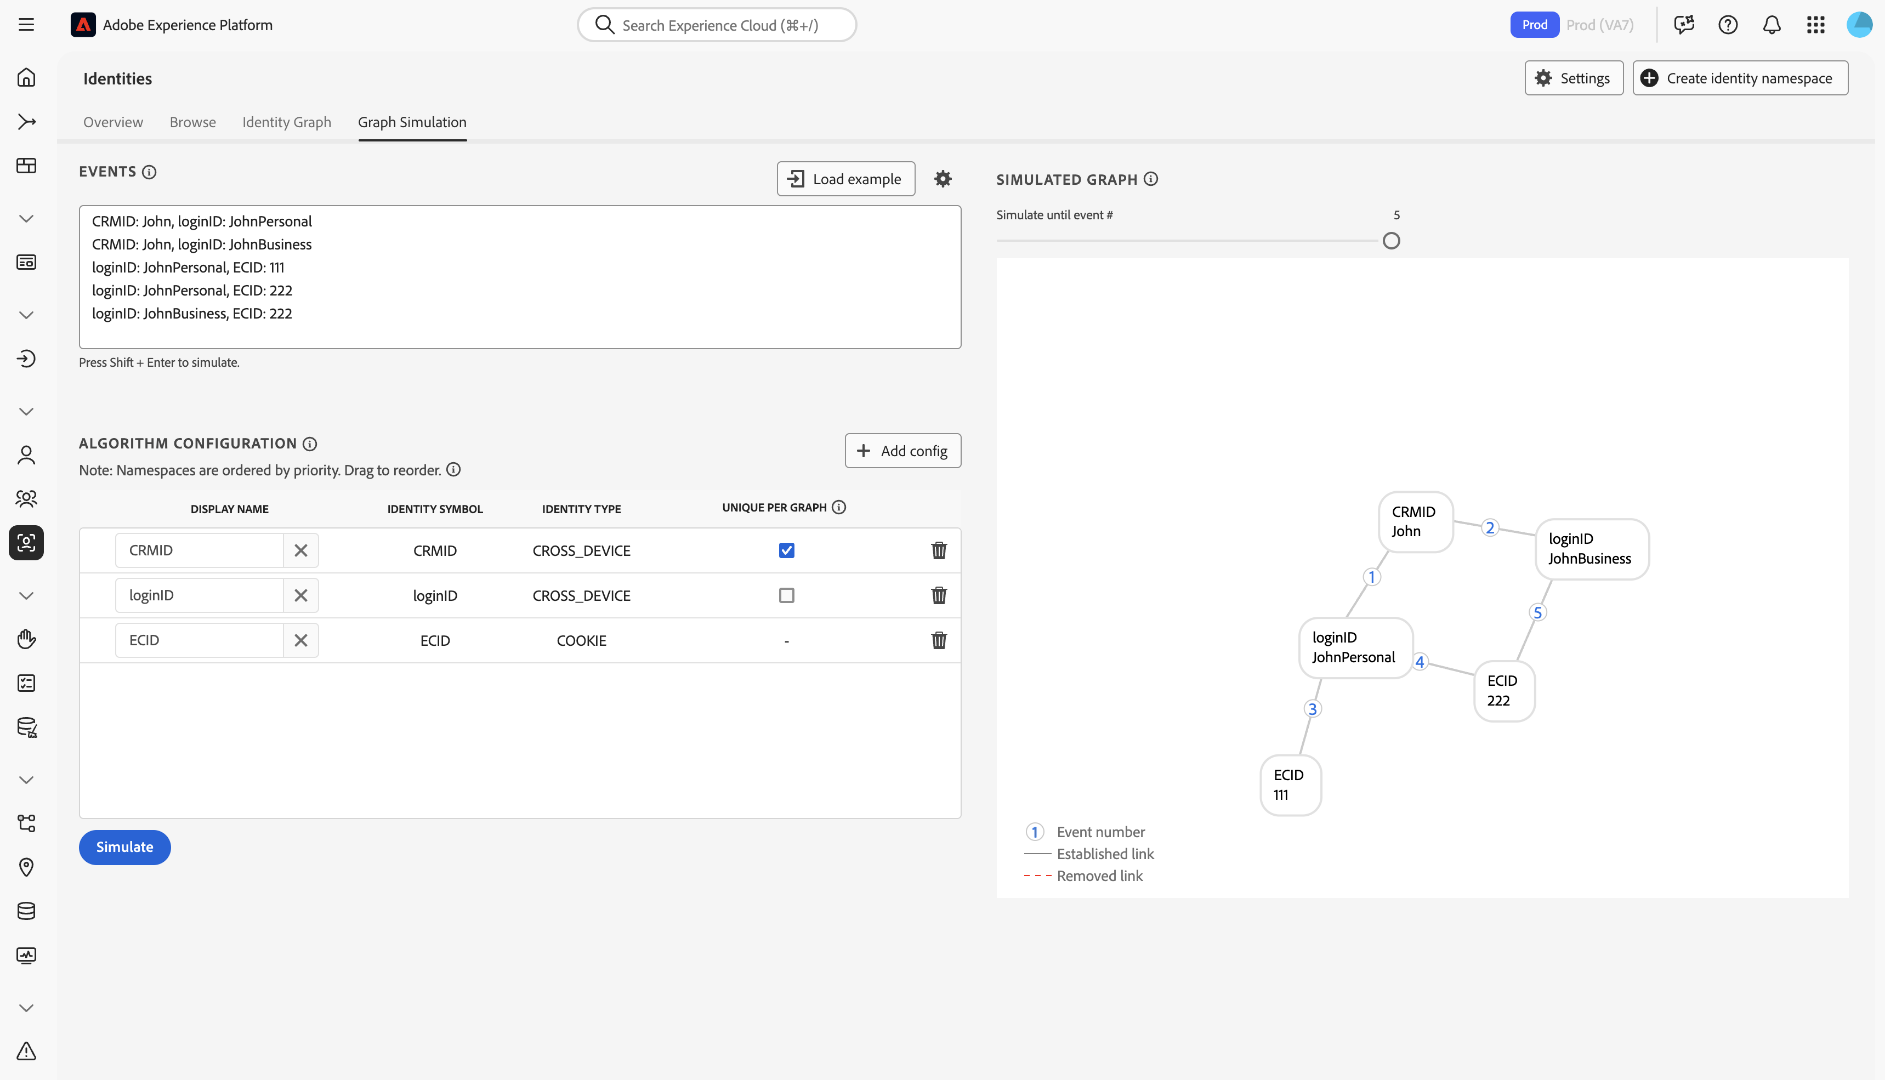 Adobe Experience Platform
Search Experience Cloud (⌘+/)
Prod
Prod (VA7)
Identities
Settings
Create identity namespace
Overview
Browse
Identity Graph
Graph Simulation
EVENTS
Load example
CRMID: John, loginID: JohnPersonal
CRMID: John, loginID: JohnBusiness
loginID: JohnPersonal, ECID: 111
loginID: JohnPersonal, ECID: 222
loginID: JohnBusiness, ECID: 222
Press Shift + Enter to simulate.
ALGORITHM CONFIGURATION
Note: Namespaces are ordered by priority. Drag to reorder.
Add config
DISPLAY NAME
IDENTITY SYMBOL
IDENTITY TYPE
UNIQUE PER GRAPH
CRMID
CRMID
CROSS_DEVICE
loginID
loginID
CROSS_DEVICE
ECID
ECID
COOKIE
-
Simulate
SIMULATED GRAPH
Simulate until event #
5
CRMID
John
2
loginID
JohnBusiness
1
5
loginID
JohnPersonal
4
ECID
222
3
ECID
111
1 Event number
Established link
Removed link